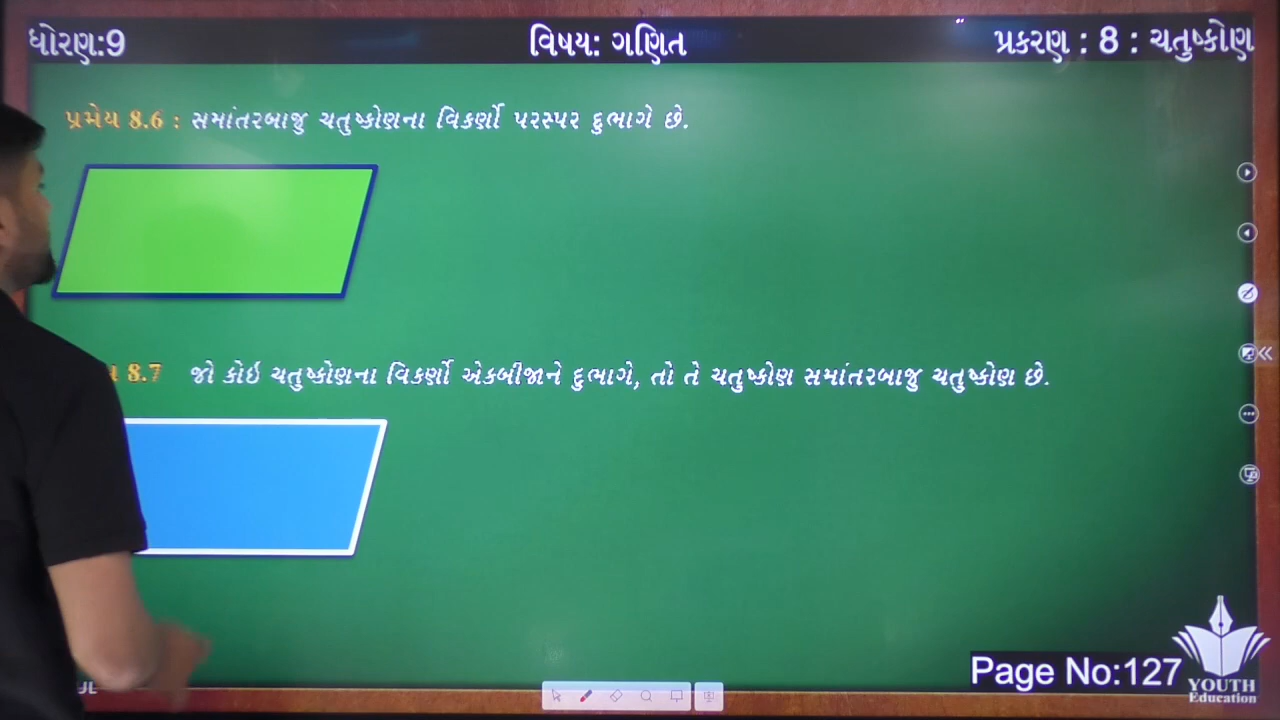 ધોરણ:9 વિષય: ગણિત પ્રકરણ : 8 : ચતુષ્કોણ
પ્રમેય 8.6 : સમાંતરબાજુ ચતુષ્કોણના વિકર્ણો પરસ્પર દુભાગે છે.
8.7 જો કોઇ ચતુષ્કોણના વિકર્ણો એકબીજાને દુભાગે, તો તે ચતુષ્કોણ સમાંતરબાજુ ચતુષ્કોણ છે.
Page No:127
YOUTH
Education